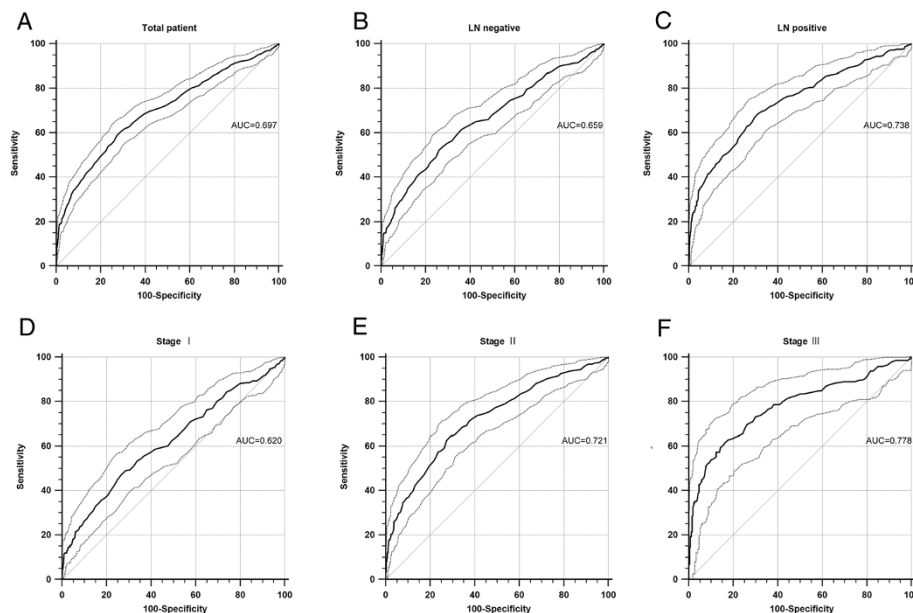 A
Total patient
100
80
60
40
20
0
Sensitivity
AUC=0.697
0 20 40 60 80 100
100-Specificity
B
LN negative
100
80
60
40
20
0
Sensitivity
AUC=0.659
0 20 40 60 80 100
100-Specificity
C
LN positive
100
80
60
40
20
0
Sensitivity
AUC=0.738
0 20 40 60 80 100
100-Specificity
D
Stage I
100
80
60
40
20
0
Sensitivity
AUC=0.620
0 20 40 60 80 100
100-Specificity
E
Stage II
100
80
60
40
20
0
Sensitivity
AUC=0.721
0 20 40 60 80 100
100-Specificity
F
Stage III
100
80
60
40
20
0
Sensitivity
AUC=0.778
0 20 40 60 80 100
100-Specificity